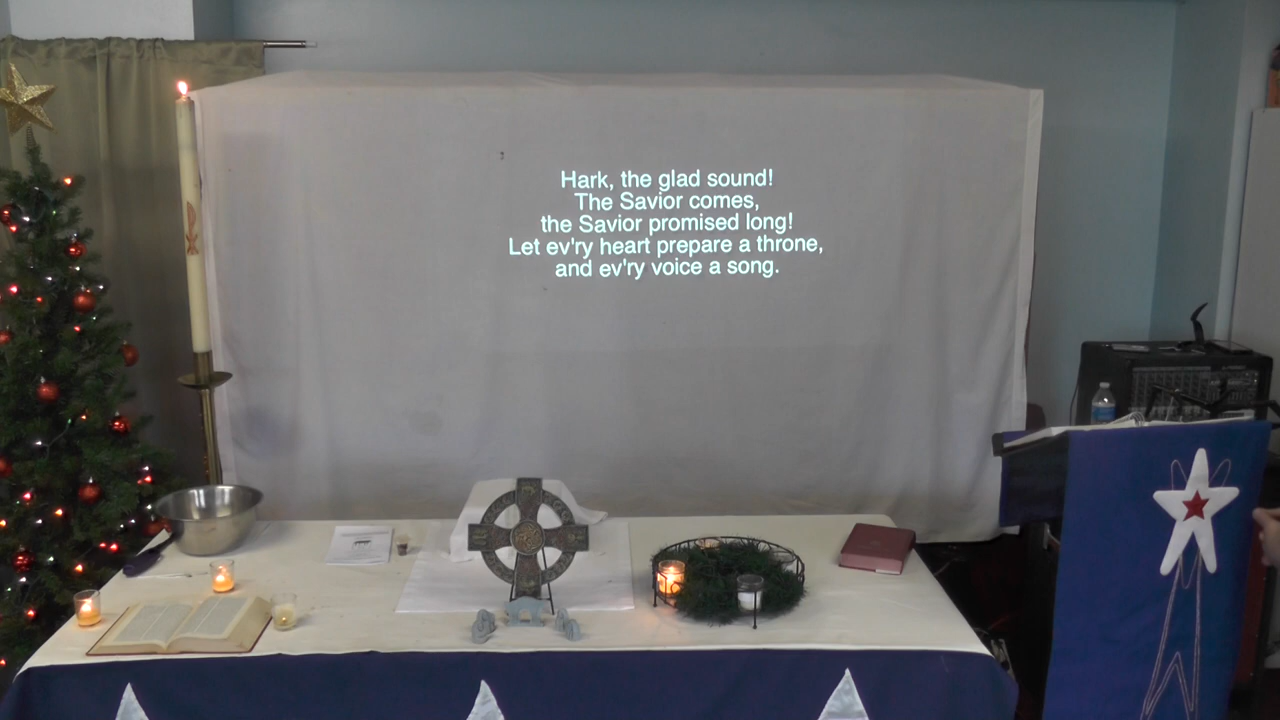 Hark, the glad sound!
The Savior comes,
the Savior promised long!
Let ev'ry heart prepare a throne,
and ev'ry voice a song.